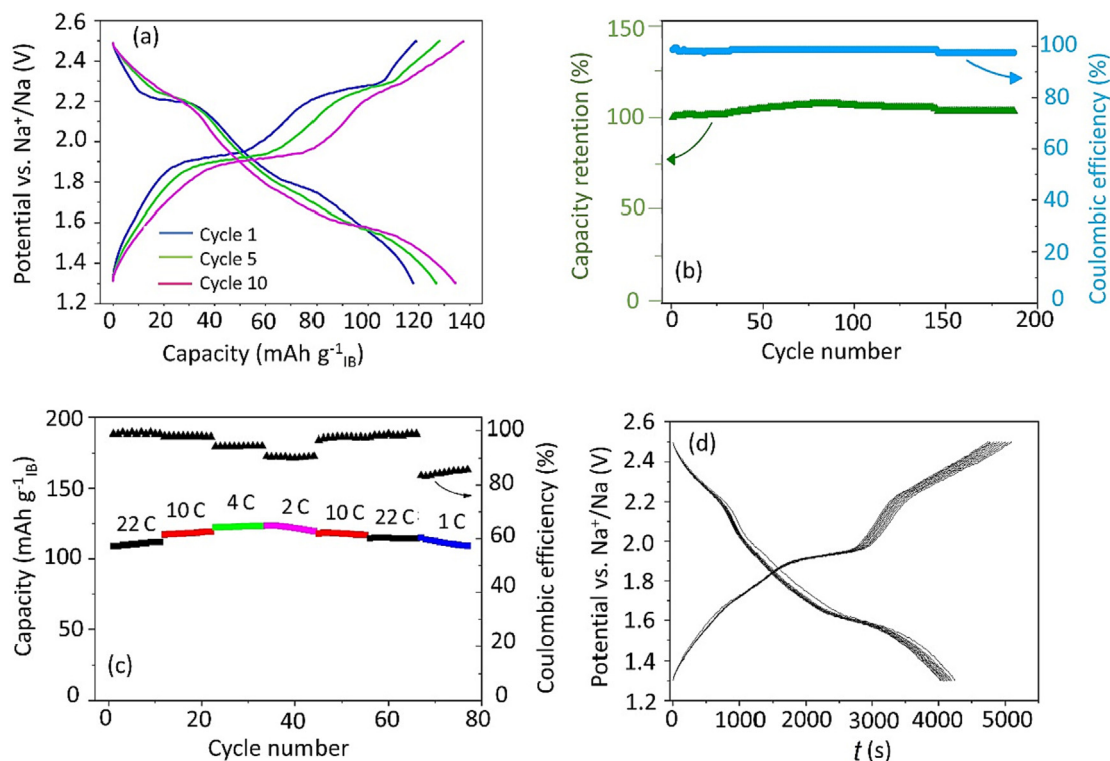 (a)
Potential vs. Na⁺/Na (V)
2.6
2.4
2.2
2.0
1.8
1.6
1.4
1.2
Cycle 1
Cycle 5
Cycle 10
0 20 40 60 80 100 120 140
Capacity (mAh g⁻¹IB)
(b)
Capacity retention (%)
150
100
50
0
Coulombic efficiency (%)
100
80
60
40
20
0
0 50 100 150 200
Cycle number
(c)
Capacity (mAh g⁻¹IB)
200
175
150
125
100
75
50
25
0
22 C 10 C 4 C 2 C 10 C 22 C 1 C
Coulombic efficiency (%)
100
80
60
40
20
0
0 20 40 60 80
Cycle number
(d)
Potential vs. Na⁺/Na (V)
2.6
2.4
2.2
2.0
1.8
1.6
1.4
1.2
0 1000 2000 3000 4000 5000
t (s)